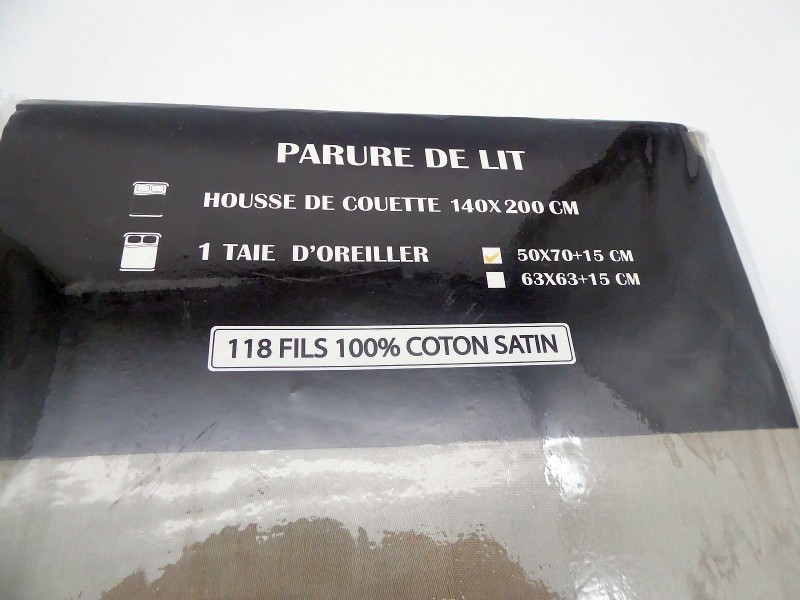 PARURE DE LIT
HOUSSE DE COUETTE 140X200 CM
1 TAIE D'OREILLER 50X70+15 CM
63X63+15 CM
118 FILS 100% COTON SATIN